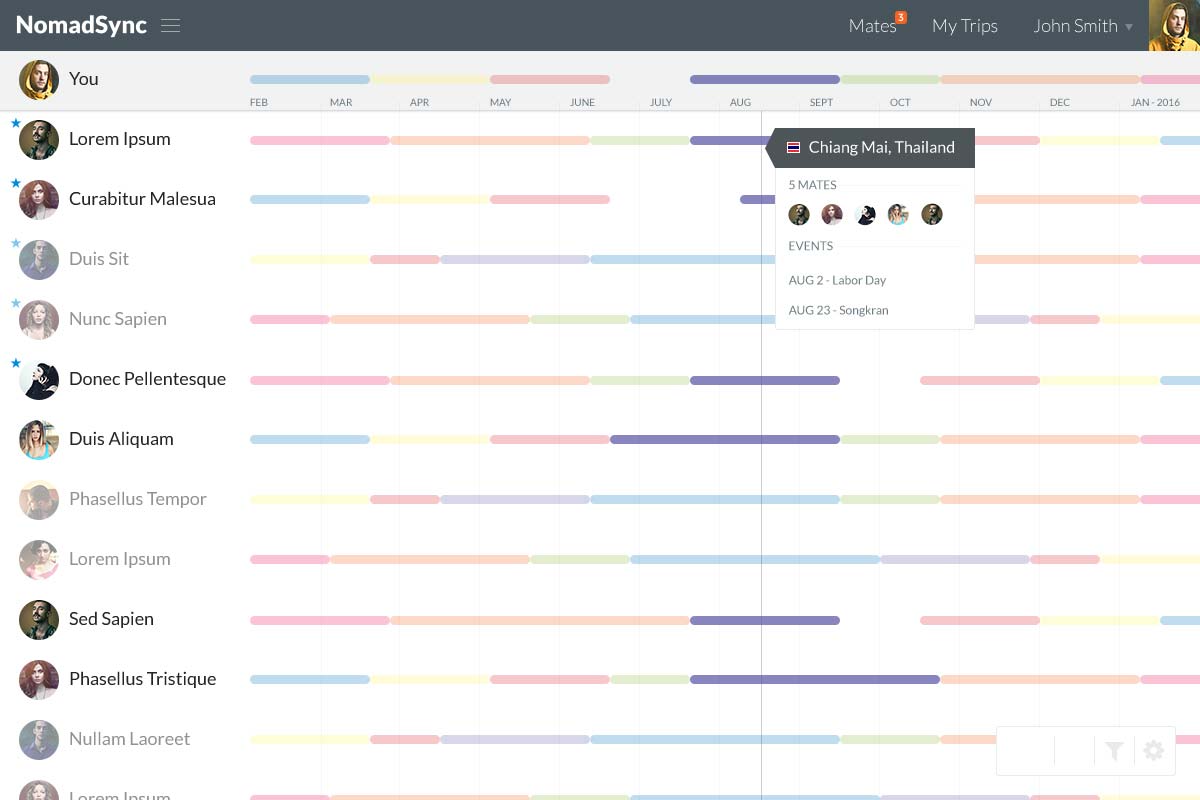 NomadSync
Mates 3 My Trips John Smith
You
FEB MAR APR MAY JUNE JULY AUG SEPT OCT NOV DEC JAN - 2016
Lorem Ipsum
Chiang Mai, Thailand
5 MATES
Curabitur Malesua
EVENTS
Duis Sit
AUG 2 - Labor Day
AUG 23 - Songkran
Nunc Sapien
Donec Pellentesque
Duis Aliquam
Phasellus Tempor
Lorem Ipsum
Sed Sapien
Phasellus Tristique
Nullam Laoreet
Lorem Ipsum